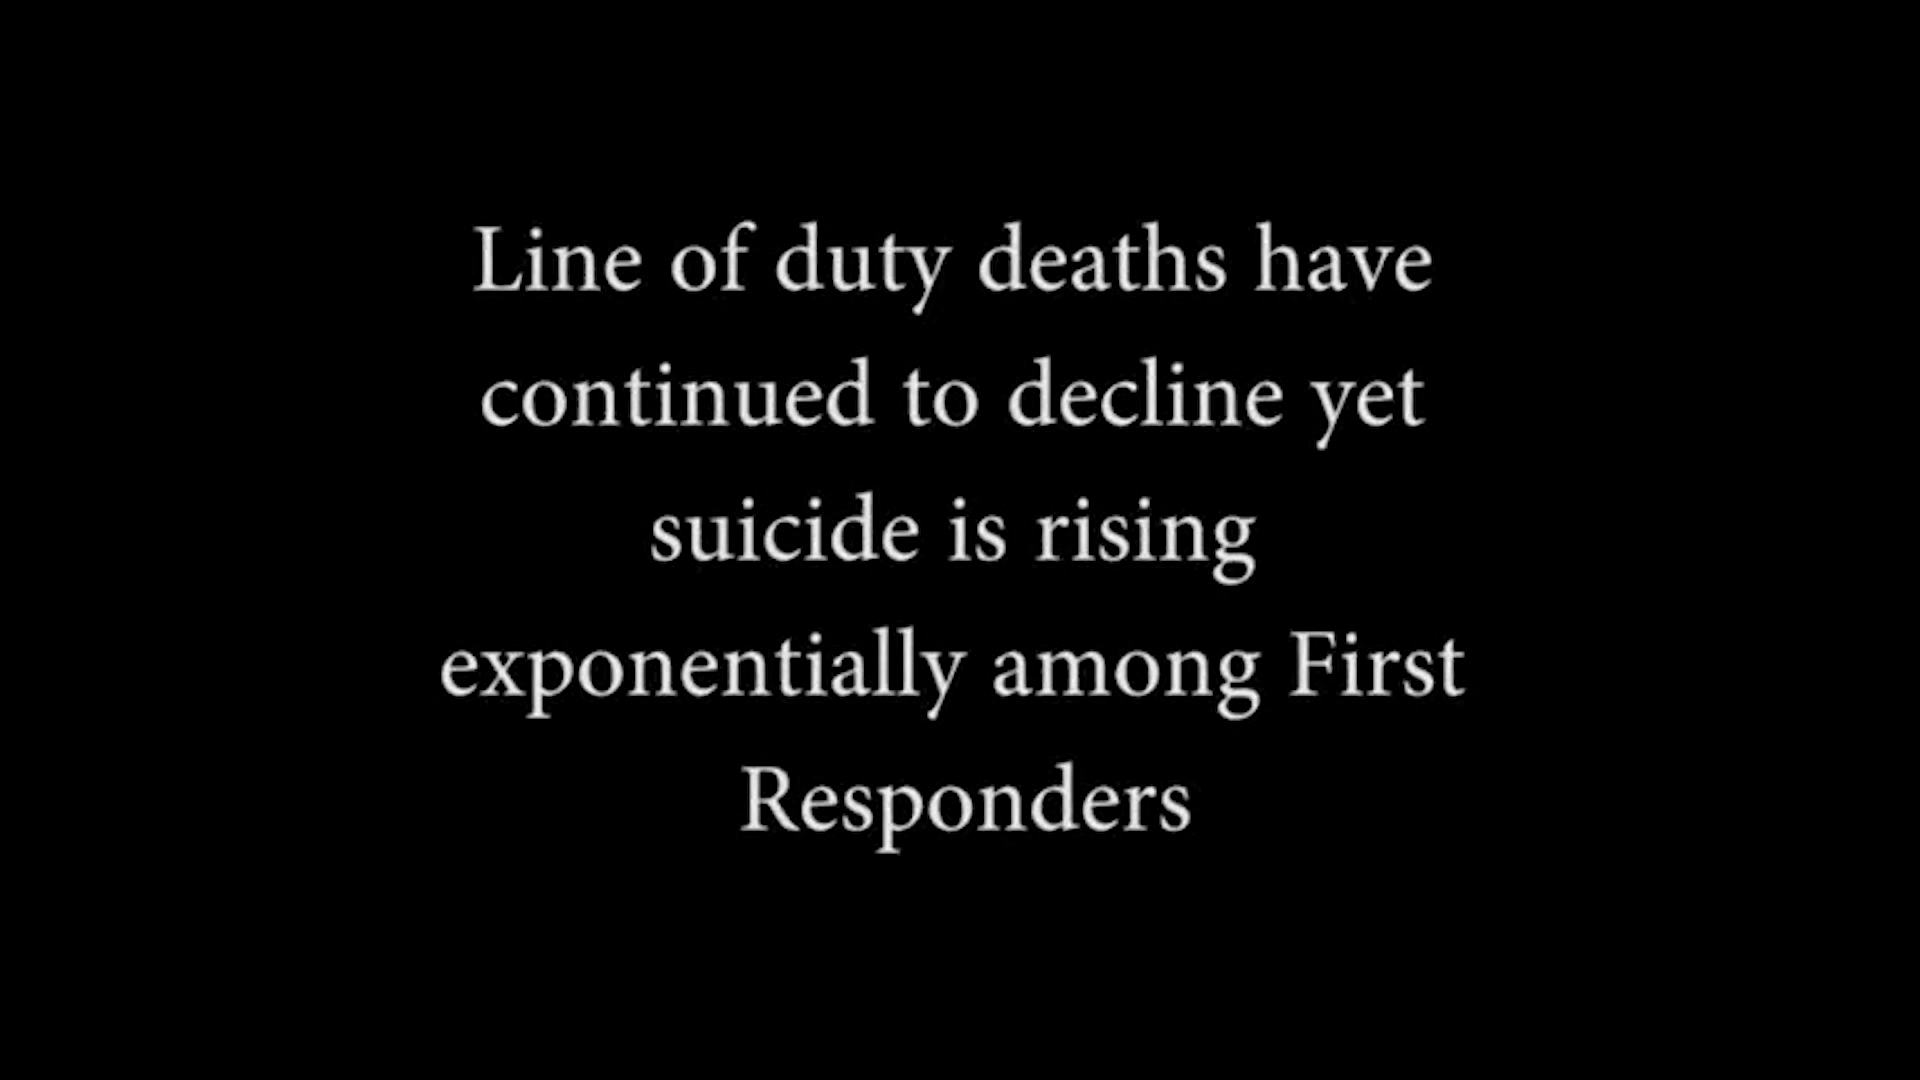 Line of duty deaths have
continued to decline yet
suicide is rising
exponentially among First
Responders